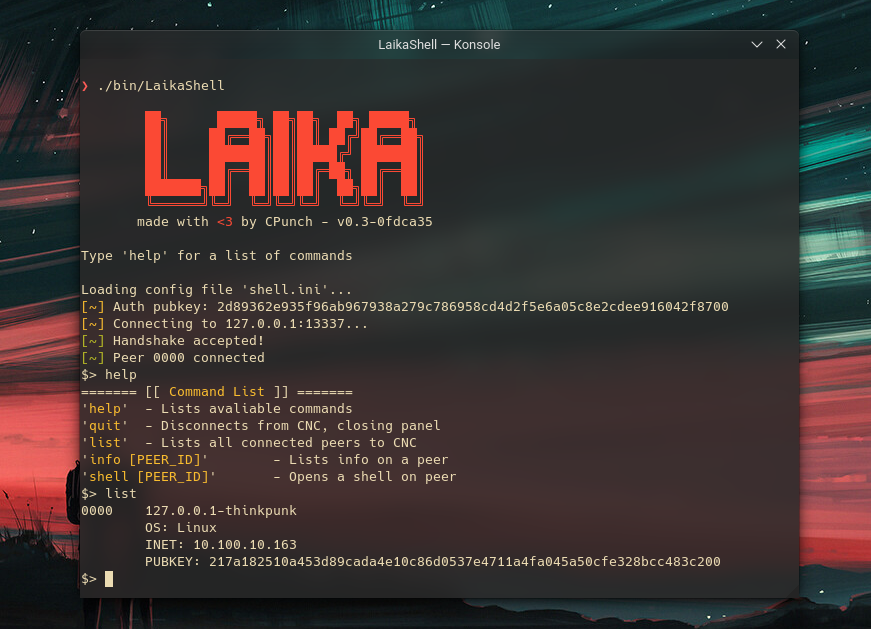 LaikaShell — Konsole
❯ ./bin/LaikaShell
LAIKA
made with <3 by CPunch - v0.3-0fdca35
Type 'help' for a list of commands
Loading config file 'shell.ini'...
[~] Auth pubkey: 2d89362e935f96ab967938a279c786958cd4d2f5e6a05c8e2cdee916042f8700
[~] Connecting to 127.0.0.1:13337...
[~] Handshake accepted!
[~] Peer 0000 connected
$> help
======= [[ Command List ]] =======
'help'  - Lists avaliable commands
'quit'  - Disconnects from CNC, closing panel
'list'  - Lists all connected peers to CNC
'info [PEER_ID]'        - Lists info on a peer
'shell [PEER_ID]'       - Opens a shell on peer
$> list
0000    127.0.0.1-thinkpunk
OS: Linux
INET: 10.100.10.163
PUBKEY: 217a182510a453d89cada4e10c86d0537e4711a4fa045a50cfe328bcc483c200
$>